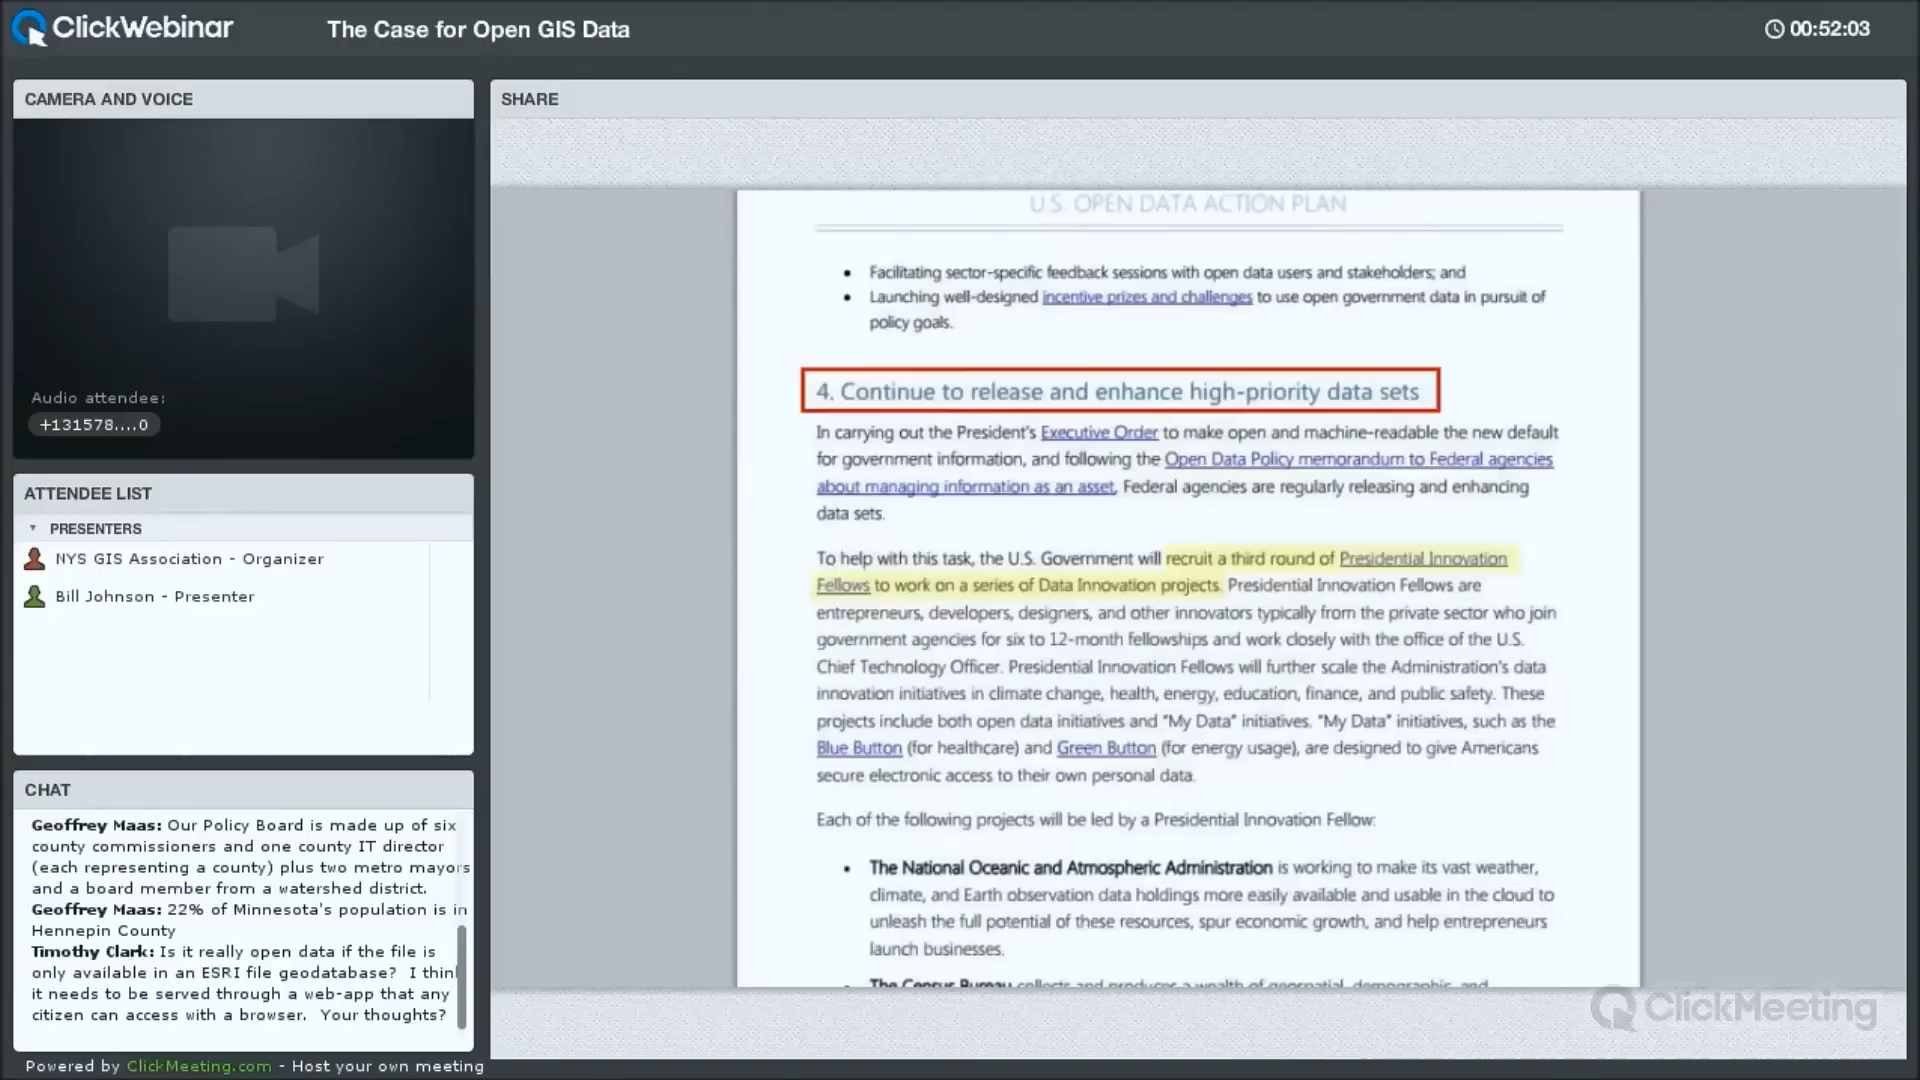 ClickWebinar
The Case for Open GIS Data
00:52:03
CAMERA AND VOICE
Audio attendee:
+131578....0
ATTENDEE LIST
PRESENTERS
NYS GIS Association - Organizer
Bill Johnson - Presenter
CHAT
Geoffrey Maas: Our Policy Board is made up of six
county commissioners and one county IT director
(each representing a county) plus two metro mayors
and a board member from a watershed district.
Geoffrey Maas: 22% of Minnesota's population is in
Hennepin County
Timothy Clark: Is it really open data if the file is
only available in an ESRI file geodatabase? I think
it needs to be served through a web-app that any
citizen can access with a browser. Your thoughts?
Powered by ClickMeeting.com - Host your own meeting
SHARE
U.S. OPEN DATA ACTION PLAN
• Facilitating sector-specific feedback sessions with open data users and stakeholders; and
• Launching well-designed incentive prizes and challenges to use open government data in pursuit of
policy goals.
4. Continue to release and enhance high-priority data sets
In carrying out the President's Executive Order to make open and machine-readable the new default
for government information, and following the Open Data Policy memorandum to Federal agencies
about managing information as an asset, Federal agencies are regularly releasing and enhancing
data sets.
To help with this task, the U.S. Government will recruit a third round of Presidential Innovation
Fellows to work on a series of Data Innovation projects. Presidential Innovation Fellows are
entrepreneurs, developers, designers, and other innovators typically from the private sector who join
government agencies for six to 12-month fellowships and work closely with the office of the U.S.
Chief Technology Officer. Presidential Innovation Fellows will further scale the Administration's data
innovation initiatives in climate change, health, energy, education, finance, and public safety. These
projects include both open data initiatives and "My Data" initiatives. "My Data" initiatives, such as the
Blue Button (for healthcare) and Green Button (for energy usage), are designed to give Americans
secure electronic access to their own personal data.
Each of the following projects will be led by a Presidential Innovation Fellow:
• The National Oceanic and Atmospheric Administration is working to make its vast weather,
climate, and Earth observation data holdings more easily available and usable in the cloud to
unleash the full potential of these resources, spur economic growth, and help entrepreneurs
launch businesses.
• The Census Bureau collects and produces a wealth of geospatial, demographic, and
ClickMeeting